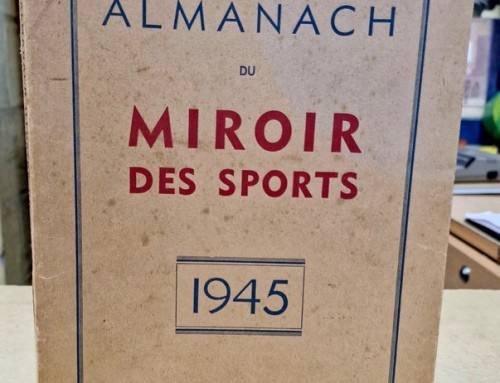 ALMANACH
DU
MIROIR
DES SPORTS
1945